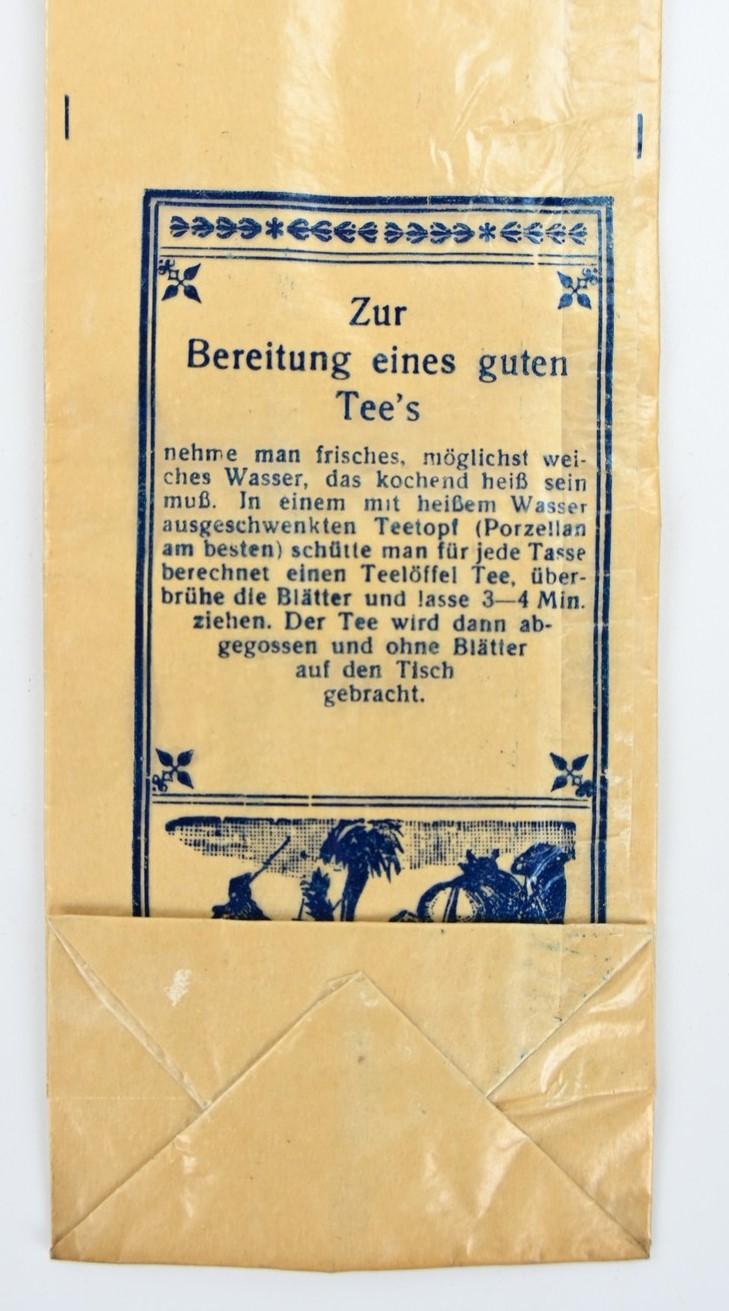 Zur
Bereitung eines guten
Tee's
nehme man frisches, möglichst wei-
ches Wasser, das kochend heiß sein
muß. In einem mit heißem Wasser
ausgeschwenkten Teetopf (Porzellan
am besten) schütte man für jede Tasse
berechnet einen Teelöffel Tee, über-
brühe die Blätter und lasse 3—4 Min.
ziehen. Der Tee wird dann ab-
gegossen und ohne Blätter
auf den Tisch
gebracht.